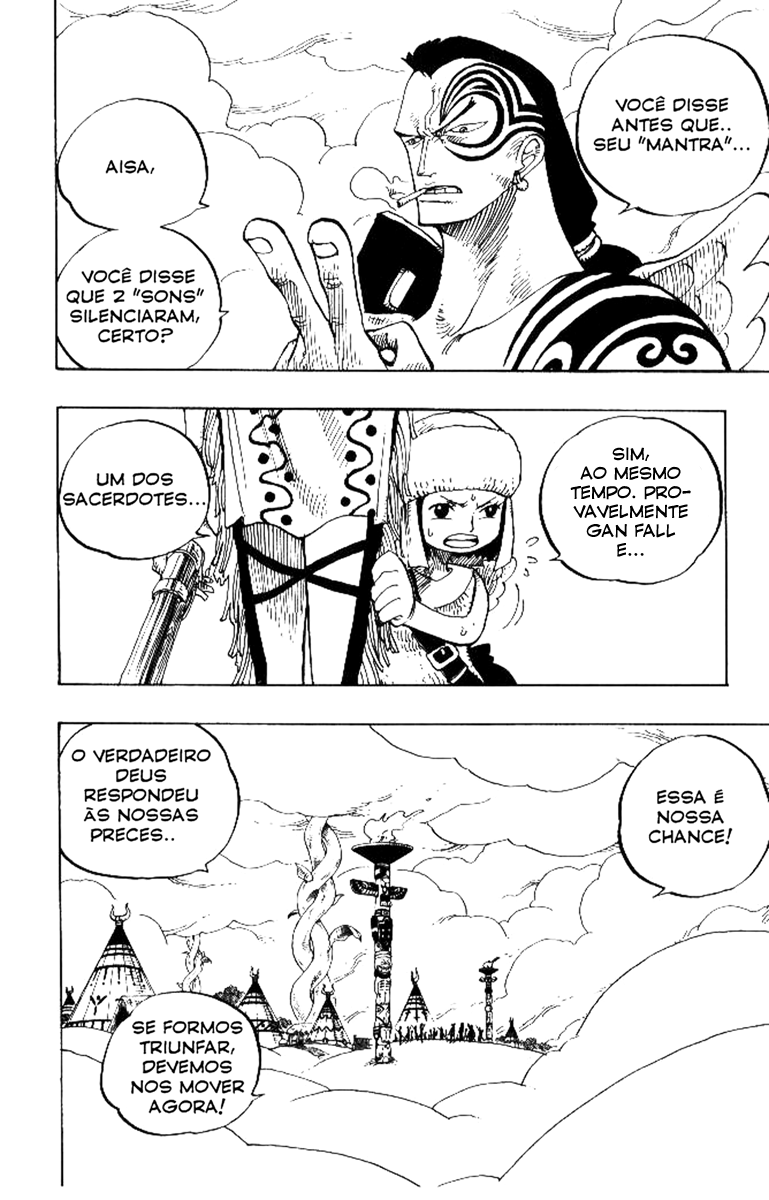 VOCÊ DISSE
ANTES QUE..
SEU "MANTRA"...
AISA,
VOCÊ DISSE
QUE 2 "SONS"
SILENCIARAM,
CERTO?
SIM,
AO MESMO
TEMPO. PRO-
VAVELMENTE
GAN FALL
E...
UM DOS
SACERDOTES...
ESSA É
NOSSA
CHANCE!
O VERDADEIRO
DEUS
RESPONDEU
ÀS NOSSAS
PRECES..
SE FORMOS
TRIUNFAR,
DEVEMOS
NOS MOVER
AGORA!